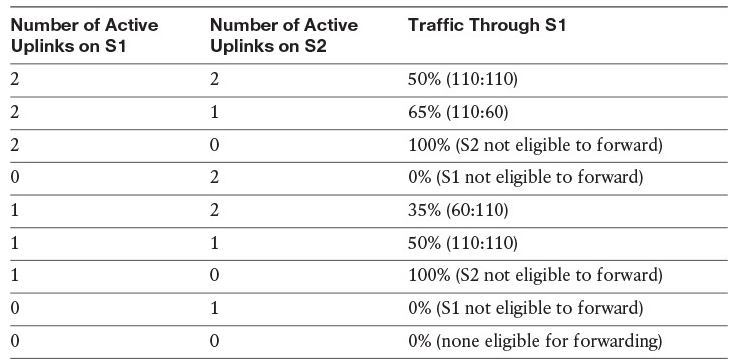 Number of Active Uplinks on S1 Number of Active Uplinks on S2 Traffic Through S1
2 2 50% (110:110)
2 1 65% (110:60)
2 0 100% (S2 not eligible to forward)
0 2 0% (S1 not eligible to forward)
1 2 35% (60:110)
1 1 50% (110:110)
1 0 100% (S2 not eligible to forward)
0 1 0% (S1 not eligible to forward)
0 0 0% (none eligible for forwarding)